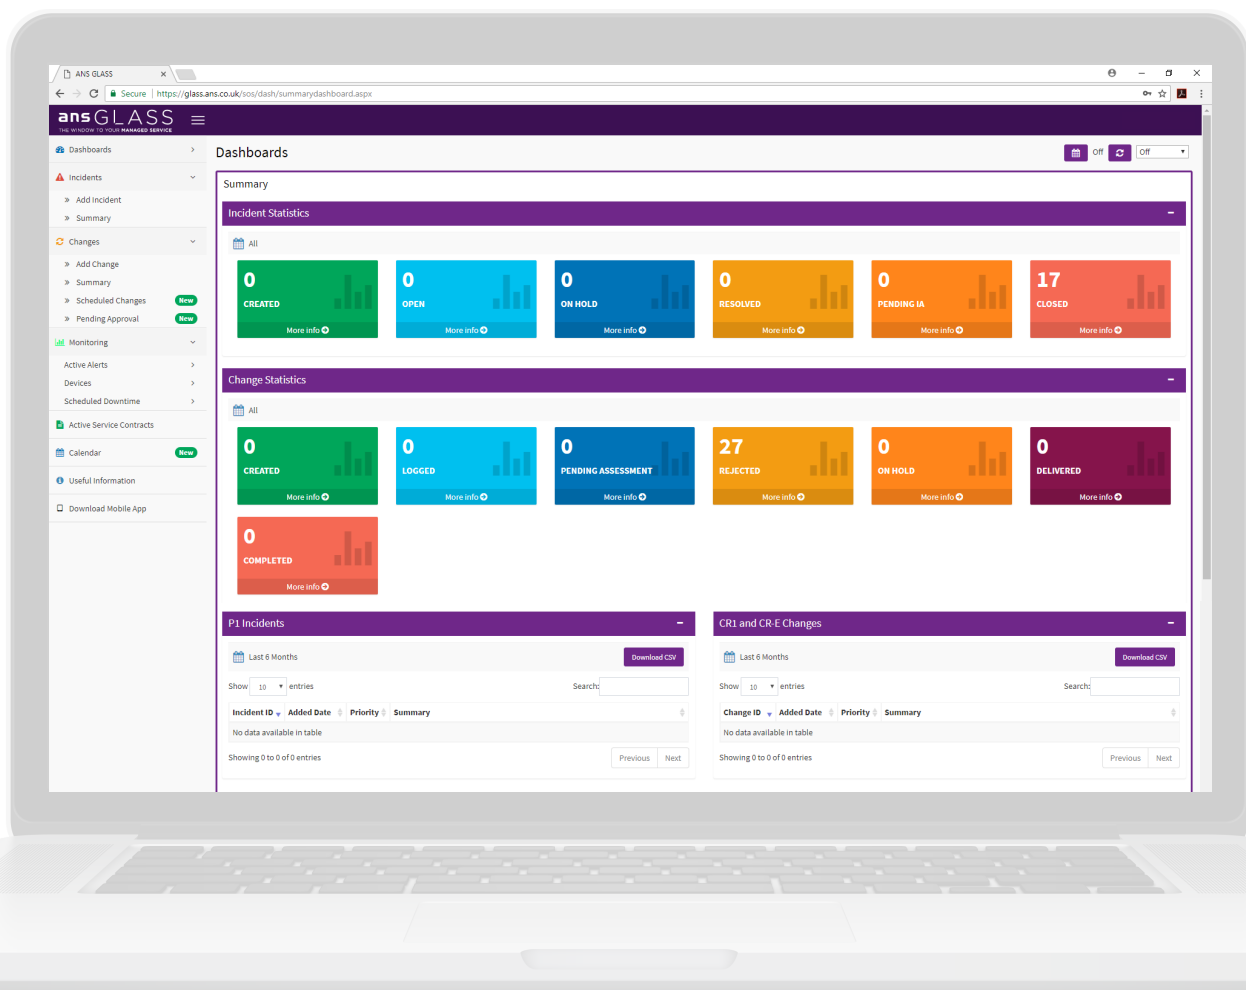 ANS GLASS
Secure | https://glass.ans.co.uk/sos/dash/summarydashboard.aspx
ansGLASS
THE WINDOW TO YOUR MANAGED SERVICE
Dashboards
Incidents
Add Incident
Summary
Changes
Add Change
Summary
Scheduled Changes New
Pending Approval New
Monitoring
Active Alerts
Devices
Scheduled Downtime
Active Service Contracts
Calendar New
Useful Information
Download Mobile App
Dashboards
Off Off
Summary
Incident Statistics
All
0 0 0 0 0 17
CREATED OPEN ON HOLD RESOLVED PENDING IA CLOSED
More info More info More info More info More info More info
Change Statistics
All
0 0 0 27 0 0
CREATED LOGGED PENDING ASSESSMENT REJECTED ON HOLD DELIVERED
More info More info More info More info More info More info
0
COMPLETED
More Info
P1 Incidents
Last 6 Months Download CSV
Show 10 entries Search:
Incident ID Added Date Priority Summary
No data available in table
Showing 0 to 0 of 0 entries Previous Next
CR1 and CR-E Changes
Last 6 Months Download CSV
Show 10 entries Search:
Change ID Added Date Priority Summary
No data available in table
Showing 0 to 0 of 0 entries Previous Next